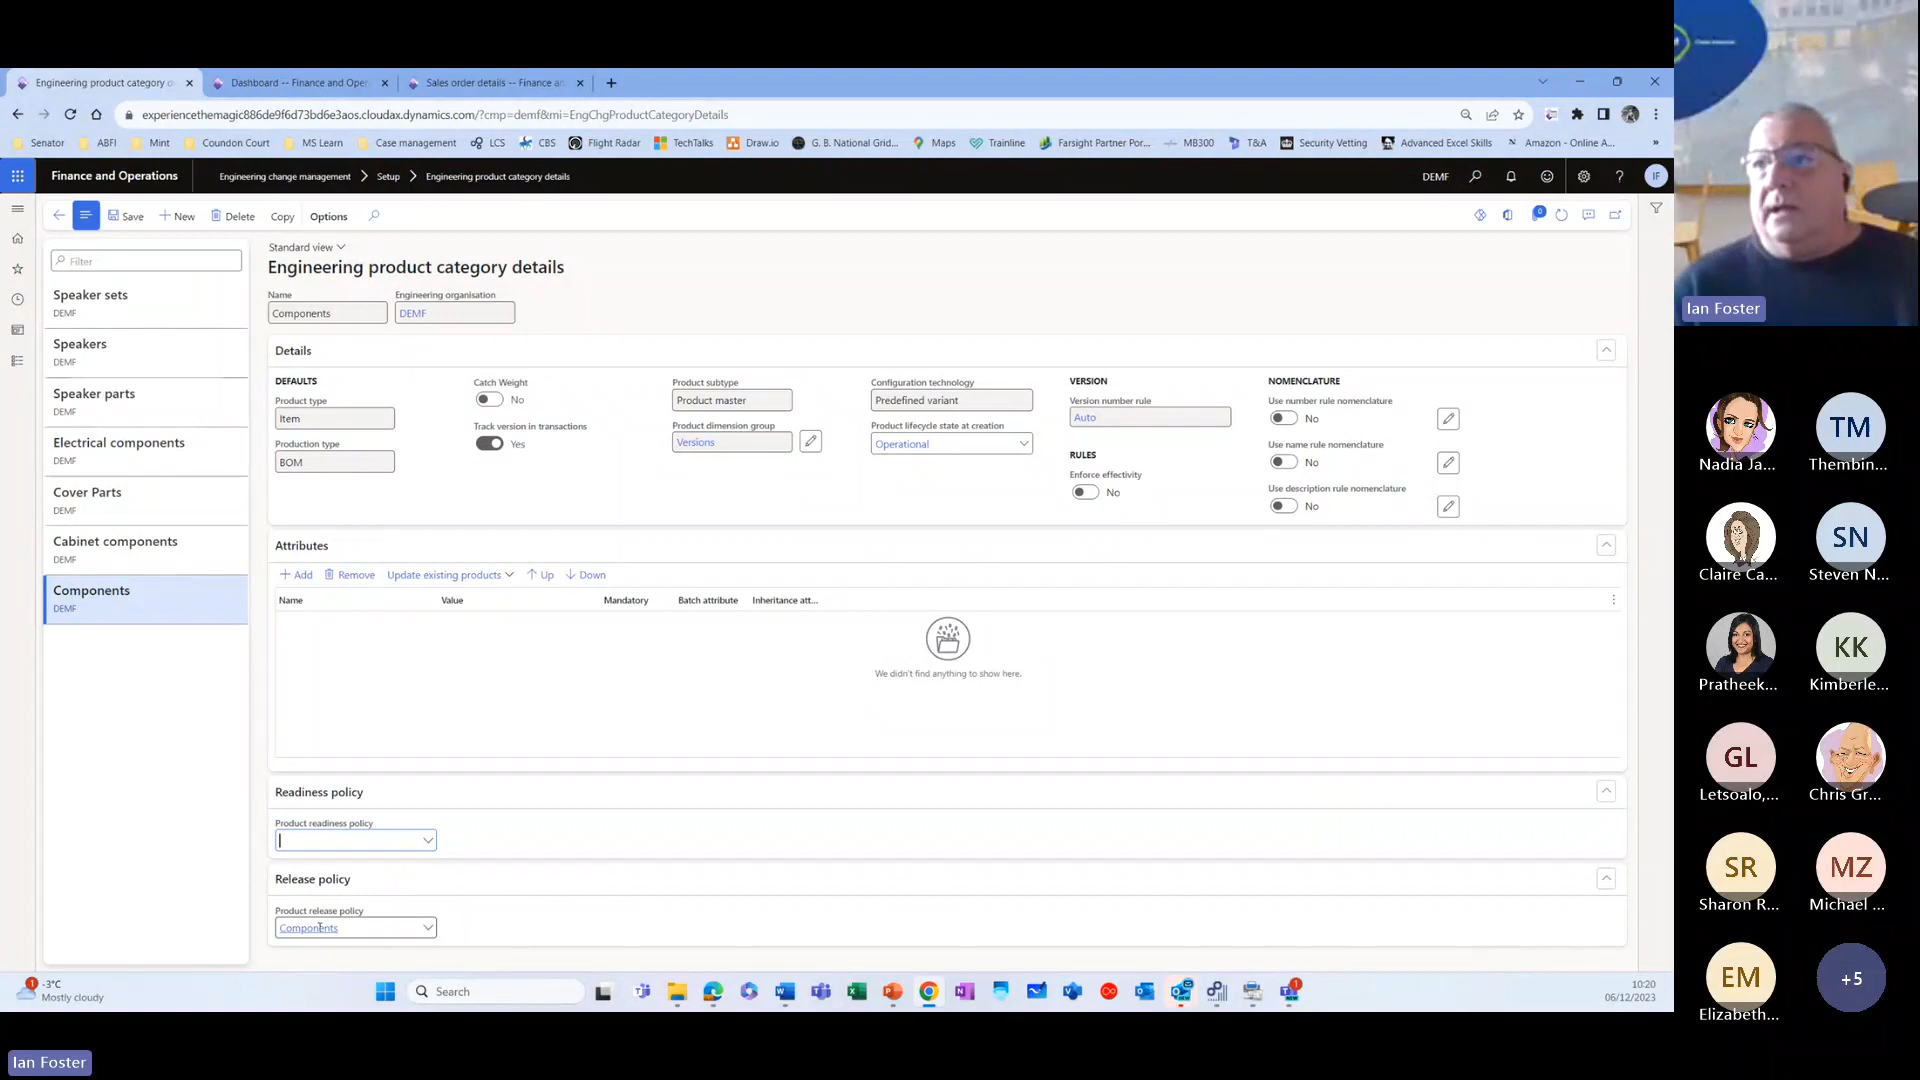 Engineering product category o
Dashboard -- Finance and Oper
Sales order details -- Finance an
experiencethemagic886de9f6d73bd6e3aos.cloudax.dynamics.com/?cmp=demf&mi=EngChgProductCategoryDetails
Senator
ABFI
Mint
Coundon Court
MS Learn
Case management
LCS
CBS
Flight Radar
TechTalks
Draw.io
G. B. National Grid...
Maps
Trainline
Farsight Partner Por...
MB300
T&A
Security Vetting
Advanced Excel Skills
Amazon - Online A...
Finance and Operations
Engineering change management > Setup > Engineering product category details
DEMF
IF
Save
New
Delete
Copy
Options
0
Filter
Speaker sets
DEMF
Speakers
DEMF
Speaker parts
DEMF
Electrical components
DEMF
Cover Parts
DEMF
Cabinet components
DEMF
Components
DEMF
Standard view
Engineering product category details
Name
Components
Engineering organisation
DEMF
Details
DEFAULTS
Product type
Item
Production type
BOM
Catch Weight
No
Track version in transactions
Yes
Product subtype
Product master
Product dimension group
Versions
Configuration technology
Predefined variant
Product lifecycle state at creation
Operational
VERSION
Version number rule
Auto
RULES
Enforce effectivity
No
NOMENCLATURE
Use number rule nomenclature
No
Use name rule nomenclature
No
Use description rule nomenclature
No
Attributes
Add
Remove
Update existing products
Up
Down
Name
Value
Mandatory
Batch attribute
Inheritance att...
We didn't find anything to show here.
Readiness policy
Product readiness policy
Release policy
Product release policy
Components
1
-3°C
Mostly cloudy
Search
1
10:20
06/12/2023
Ian Foster
Ian Foster
Nadia Ja...
TM
Thembin...
Claire Ca...
SN
Steven N...
Pratheek...
KK
Kimberle...
GL
Letsoalo,...
Chris Gr...
SR
Sharon R...
MZ
Michael ...
EM
Elizabeth...
+5